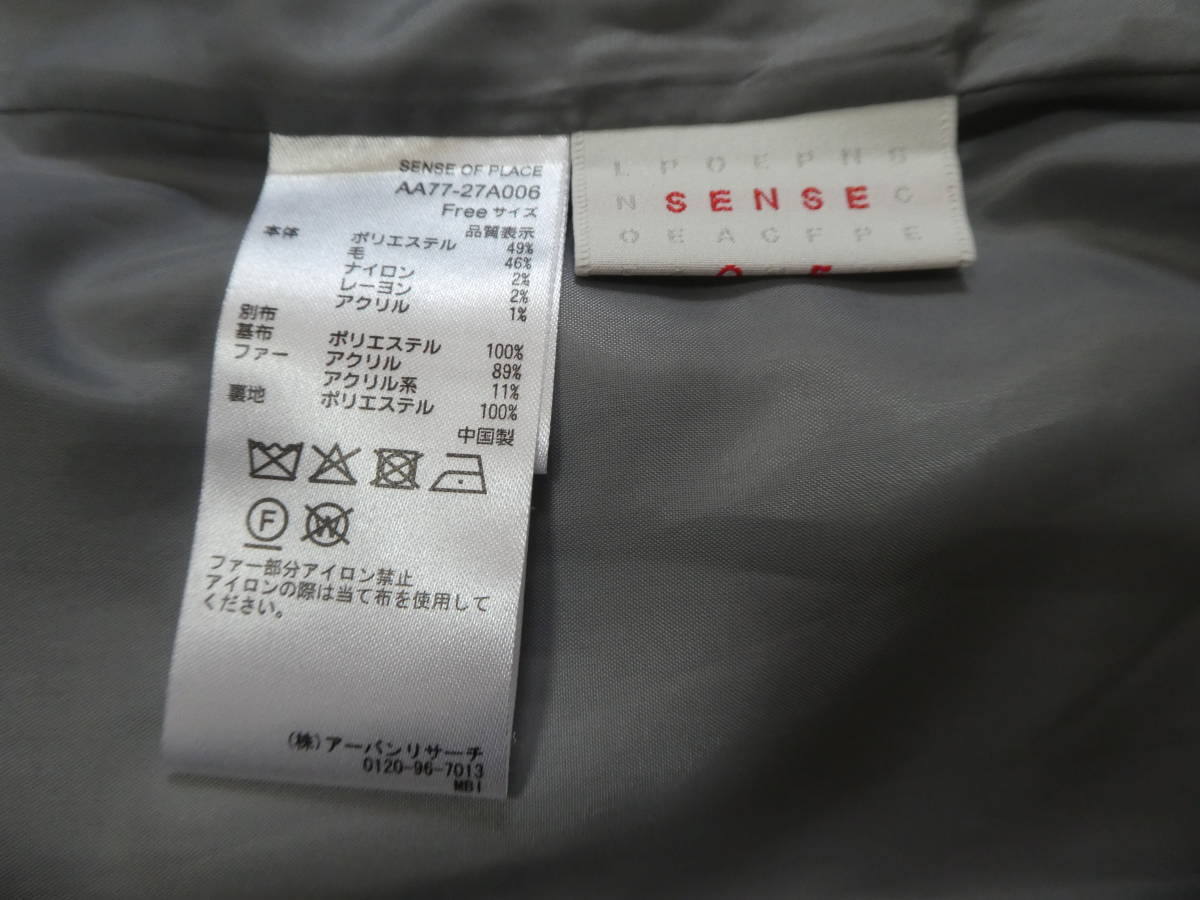 SENSE OF PLACE
AA77-27A006
Free サイズ
品質表示
本体 ポリエステル 49%
毛 46%
ナイロン 2%
レーヨン 2%
アクリル 1%
別布
基布 ポリエステル 100%
ファー アクリル 89%
アクリル系 11%
裏地 ポリエステル 100%
中国製
F
W
ファー部分アイロン禁止
アイロンの際は当て布を使用して
ください。
(株)アーバンリサーチ
0120-96-7013
MBI
L P O E P N S
N SENSE C
O E A C F P E